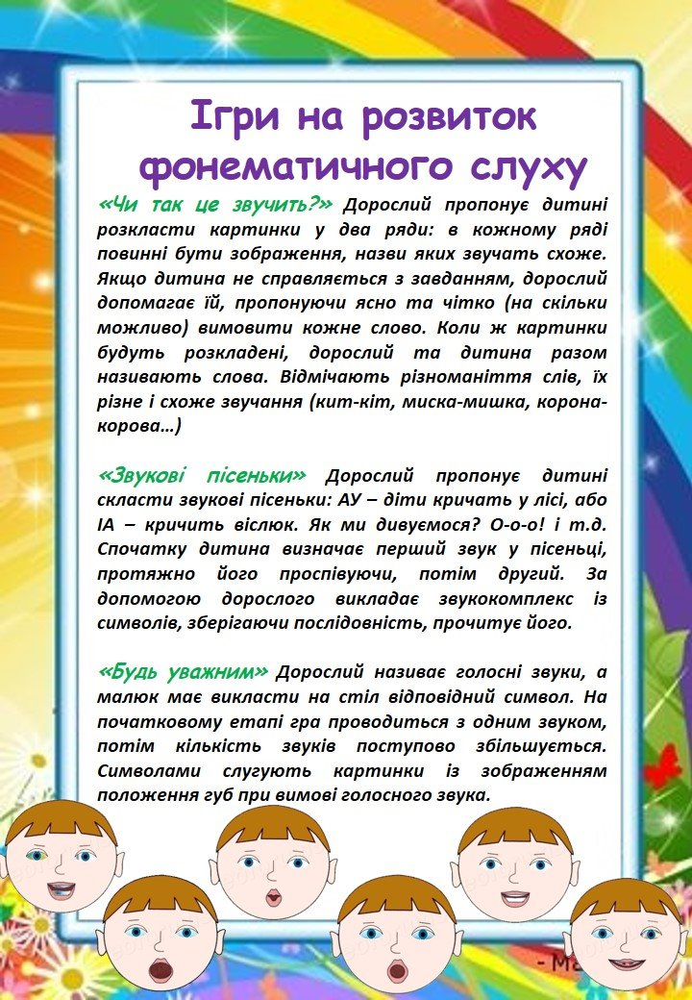 Ігри на розвиток
фонематичного слуху
«Чи так це звучить?» Дорослий пропонує дитині
розкласти картинки у два ряди: в кожному ряді
повинні бути зображення, назви яких звучать схоже.
Якщо дитина не справляється з завданням, дорослий
допомагає їй, пропонуючи ясно та чітко (на скільки
можливо) вимовити кожне слово. Коли ж картинки
будуть розкладені, дорослий та дитина разом
називають слова. Відмічають різноманіття слів, їх
різне і схоже звучання (кит-кіт, миска-мишка, корона-
корова…)
«Звукові пісеньки» Дорослий пропонує дитині
скласти звукові пісеньки: АУ – діти кричать у лісі, або
ІА – кричить віслюк. Як ми дивуємося? О-о-о! і т.д.
Спочатку дитина визначає перший звук у пісеньці,
протяжно його проспівуючи, потім другий. За
допомогою дорослого викладає звукокомплекс із
символів, зберігаючи послідовність, прочитує його.
«Будь уважним» Дорослий називає голосні звуки, а
малюк має викласти на стіл відповідний символ. На
початковому етапі гра проводиться з одним звуком,
потім кількість звуків поступово збільшується.
Символами слугують картинки із зображенням
положення губ при вимові голосного звука.